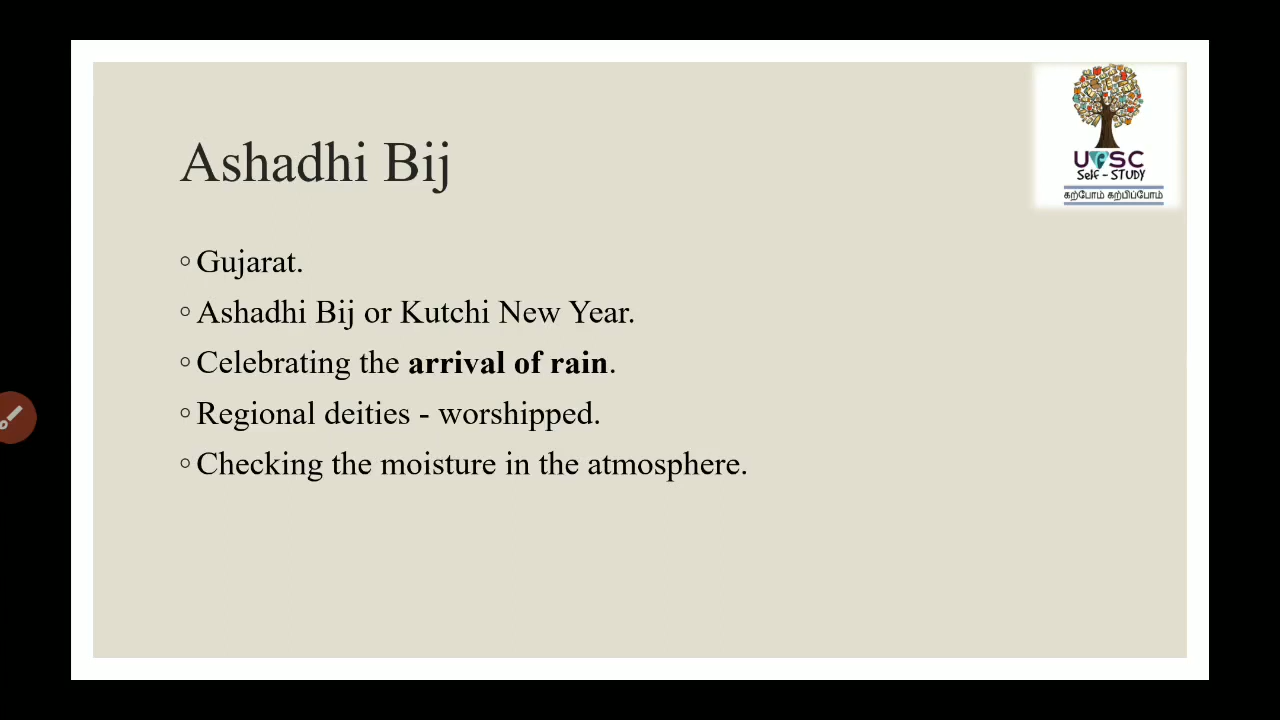 Ashadhi Bij
UPSC
Self - STUDY
கற்போம் கற்பிப்போம்
◦ Gujarat.
◦ Ashadhi Bij or Kutchi New Year.
◦ Celebrating the arrival of rain.
◦ Regional deities - worshipped.
◦ Checking the moisture in the atmosphere.